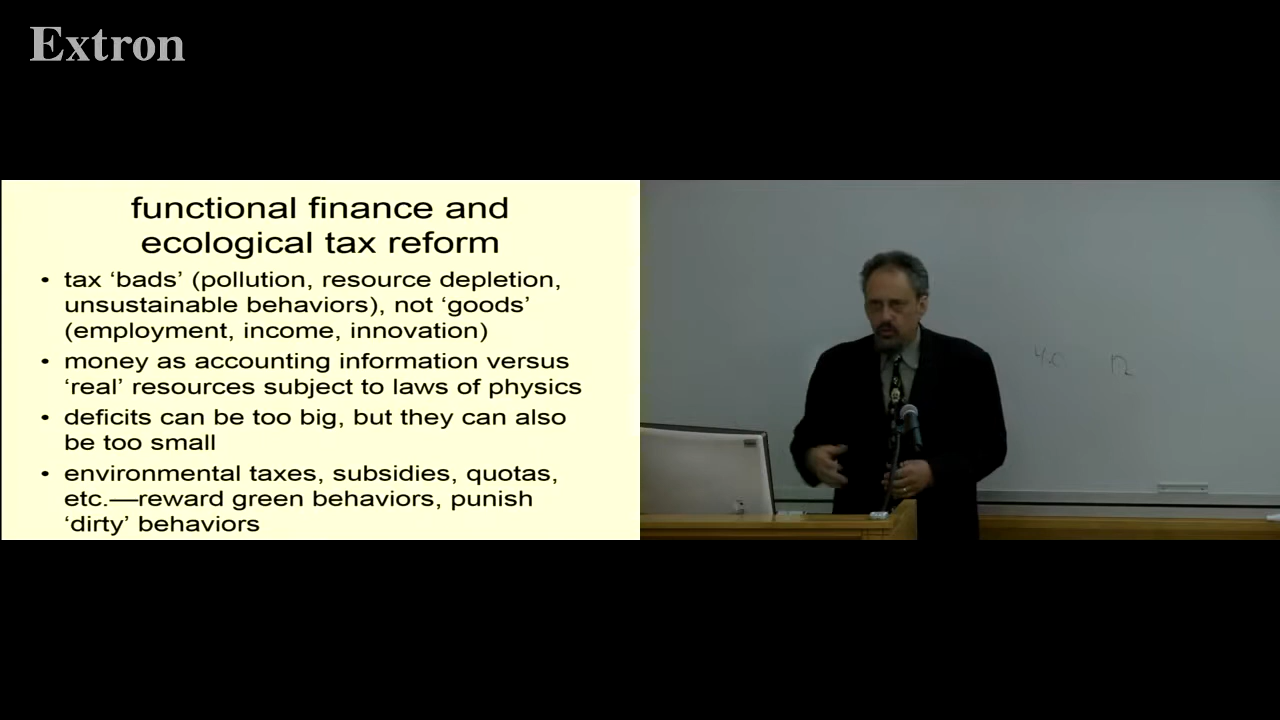 Extron
functional finance and
ecological tax reform
• tax ‘bads’ (pollution, resource depletion,
unsustainable behaviors), not ‘goods’
(employment, income, innovation)
• money as accounting information versus
‘real’ resources subject to laws of physics
• deficits can be too big, but they can also
be too small
• environmental taxes, subsidies, quotas,
etc.—reward green behaviors, punish
‘dirty’ behaviors